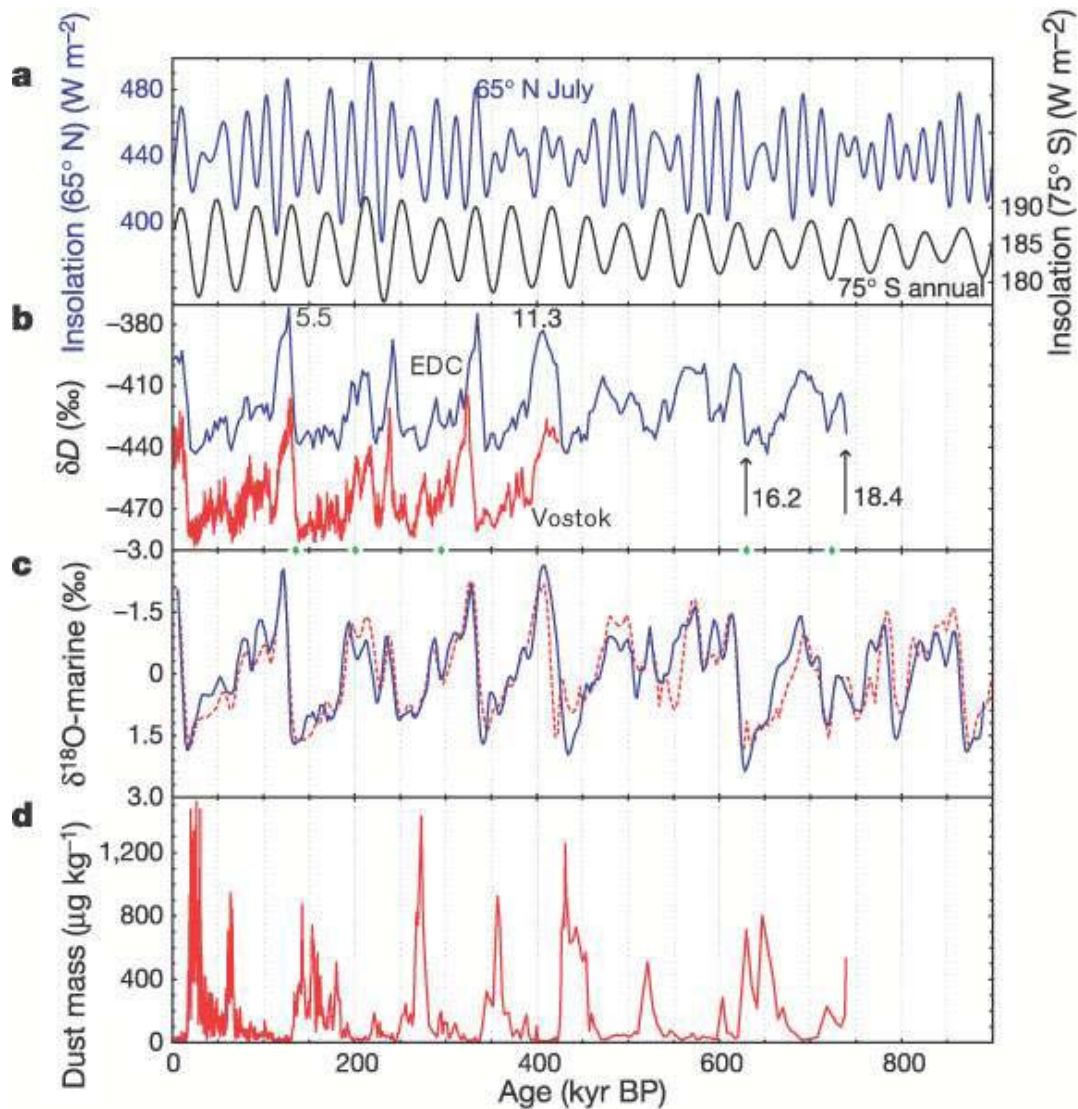 a
Insolation (65° N) (W m–2)
480
440
400
65° N July
190
185
180
75° S annual
Insolation (75° S) (W m–2)
b
δD (‰)
–380
–410
–440
–470
–3.0
5.5
11.3
EDC
Vostok
16.2
18.4
c
δ18O-marine (‰)
–1.5
0
1.5
3.0
d
Dust mass (μg kg–1)
1,200
800
400
0
0 200 400 600 800
Age (kyr BP)